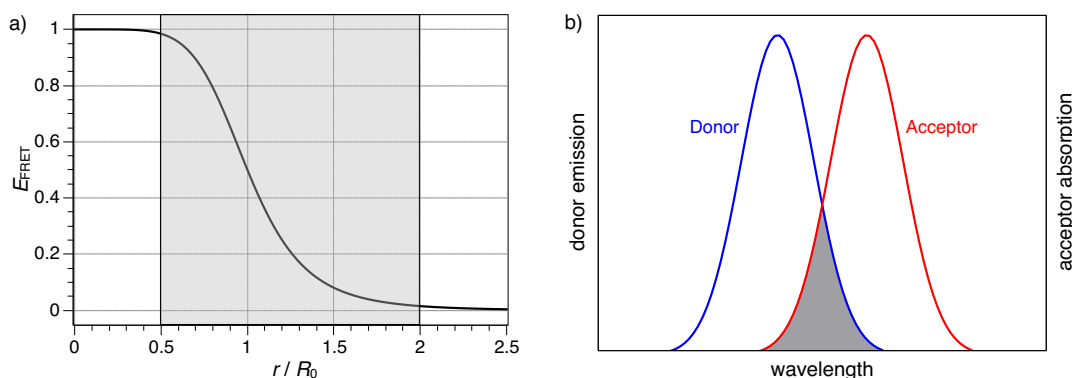 a)
1
0.8
0.6
0.4
0.2
0
E_FRET
0 0.5 1 1.5 2 2.5
r / R_0
b)
donor emission
Donor
Acceptor
acceptor absorption
wavelength